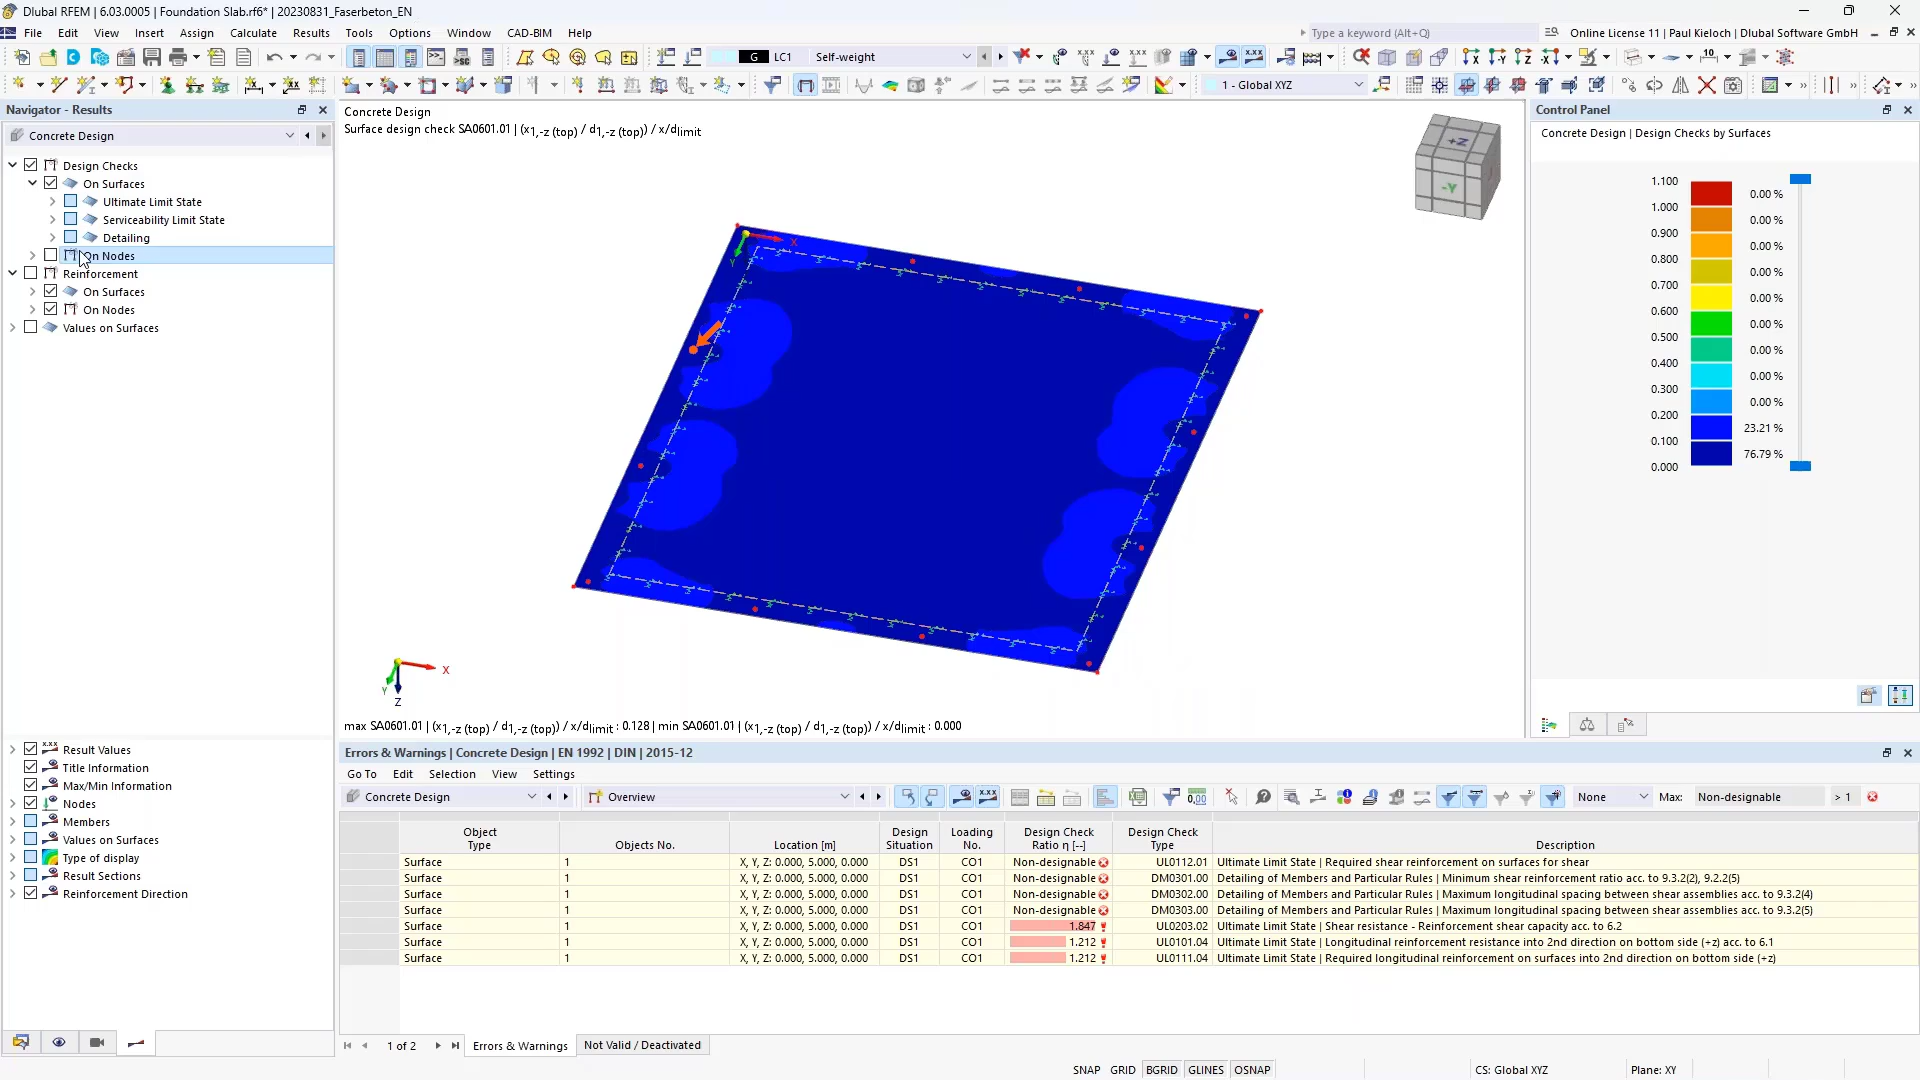 Dlubal RFEM | 6.03.0005 | Foundation Slab.rf6* | 20230831_Faserbeton_EN
File Edit View Insert Assign Calculate Results Tools Options Window CAD-BIM Help
Type a keyword (Alt+Q)
Online License 11 | Paul Kieloch | Dlubal Software GmbH
G LC1 Self-weight
1 - Global XYZ
Navigator - Results
Concrete Design
Design Checks
On Surfaces
Ultimate Limit State
Serviceability Limit State
Detailing
On Nodes
Reinforcement
On Surfaces
On Nodes
Values on Surfaces
Result Values
Title Information
Max/Min Information
Nodes
Members
Values on Surfaces
Type of display
Result Sections
Reinforcement Direction
Concrete Design
Surface design check SA0601.01 | (x1,-z (top) / d1,-z (top)) / x/dlimit
+Z
-Y
X
Y
X
Y
Z
max SA0601.01 | (x1,-z (top) / d1,-z (top)) / x/dlimit : 0.128 | min SA0601.01 | (x1,-z (top) / d1,-z (top)) / x/dlimit : 0.000
Control Panel
Concrete Design | Design Checks by Surfaces
1.100
0.00 %
1.000
0.00 %
0.900
0.00 %
0.800
0.00 %
0.700
0.00 %
0.600
0.00 %
0.500
0.00 %
0.400
0.00 %
0.300
0.00 %
0.200
23.21 %
0.100
76.79 %
0.000
Errors & Warnings | Concrete Design | EN 1992 | DIN | 2015-12
Go To Edit Selection View Settings
Concrete Design Overview None Max: Non-designable > 1
Object Type Objects No. Location [m] Design Situation Loading No. Design Check Ratio η [--] Design Check Type Description
Surface 1 X, Y, Z: 0.000, 5.000, 0.000 DS1 CO1 Non-designable UL0112.01 Ultimate Limit State | Required shear reinforcement on surfaces for shear
Surface 1 X, Y, Z: 0.000, 5.000, 0.000 DS1 CO1 Non-designable DM0301.00 Detailing of Members and Particular Rules | Minimum shear reinforcement ratio acc. to 9.3.2(2), 9.2.2(5)
Surface 1 X, Y, Z: 0.000, 5.000, 0.000 DS1 CO1 Non-designable DM0302.00 Detailing of Members and Particular Rules | Maximum longitudinal spacing between shear assemblies acc. to 9.3.2(4)
Surface 1 X, Y, Z: 0.000, 5.000, 0.000 DS1 CO1 Non-designable DM0303.00 Detailing of Members and Particular Rules | Maximum longitudinal spacing between shear assemblies acc. to 9.3.2(5)
Surface 1 X, Y, Z: 0.000, 5.000, 0.000 DS1 CO1 1.847 UL0203.02 Ultimate Limit State | Shear resistance - Reinforcement shear capacity acc. to 6.2
Surface 1 X, Y, Z: 0.000, 5.000, 0.000 DS1 CO1 1.212 UL0101.04 Ultimate Limit State | Longitudinal reinforcement resistance into 2nd direction on bottom side (+z) acc. to 6.1
Surface 1 X, Y, Z: 0.000, 5.000, 0.000 DS1 CO1 1.212 UL0111.04 Ultimate Limit State | Required longitudinal reinforcement on surfaces into 2nd direction on bottom side (+z)
1 of 2 Errors & Warnings Not Valid / Deactivated
SNAP GRID BGRID GLINES OSNAP CS: Global XYZ Plane: XY